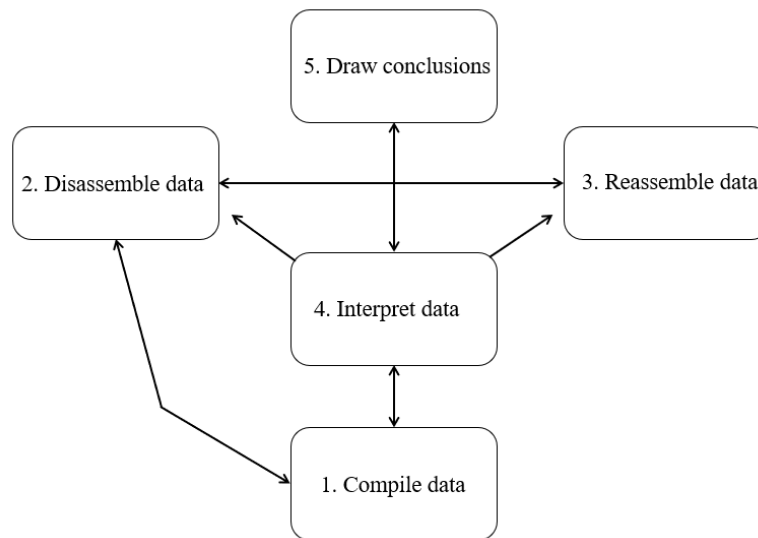 5. Draw conclusions
2. Disassemble data
3. Reassemble data
4. Interpret data
1. Compile data